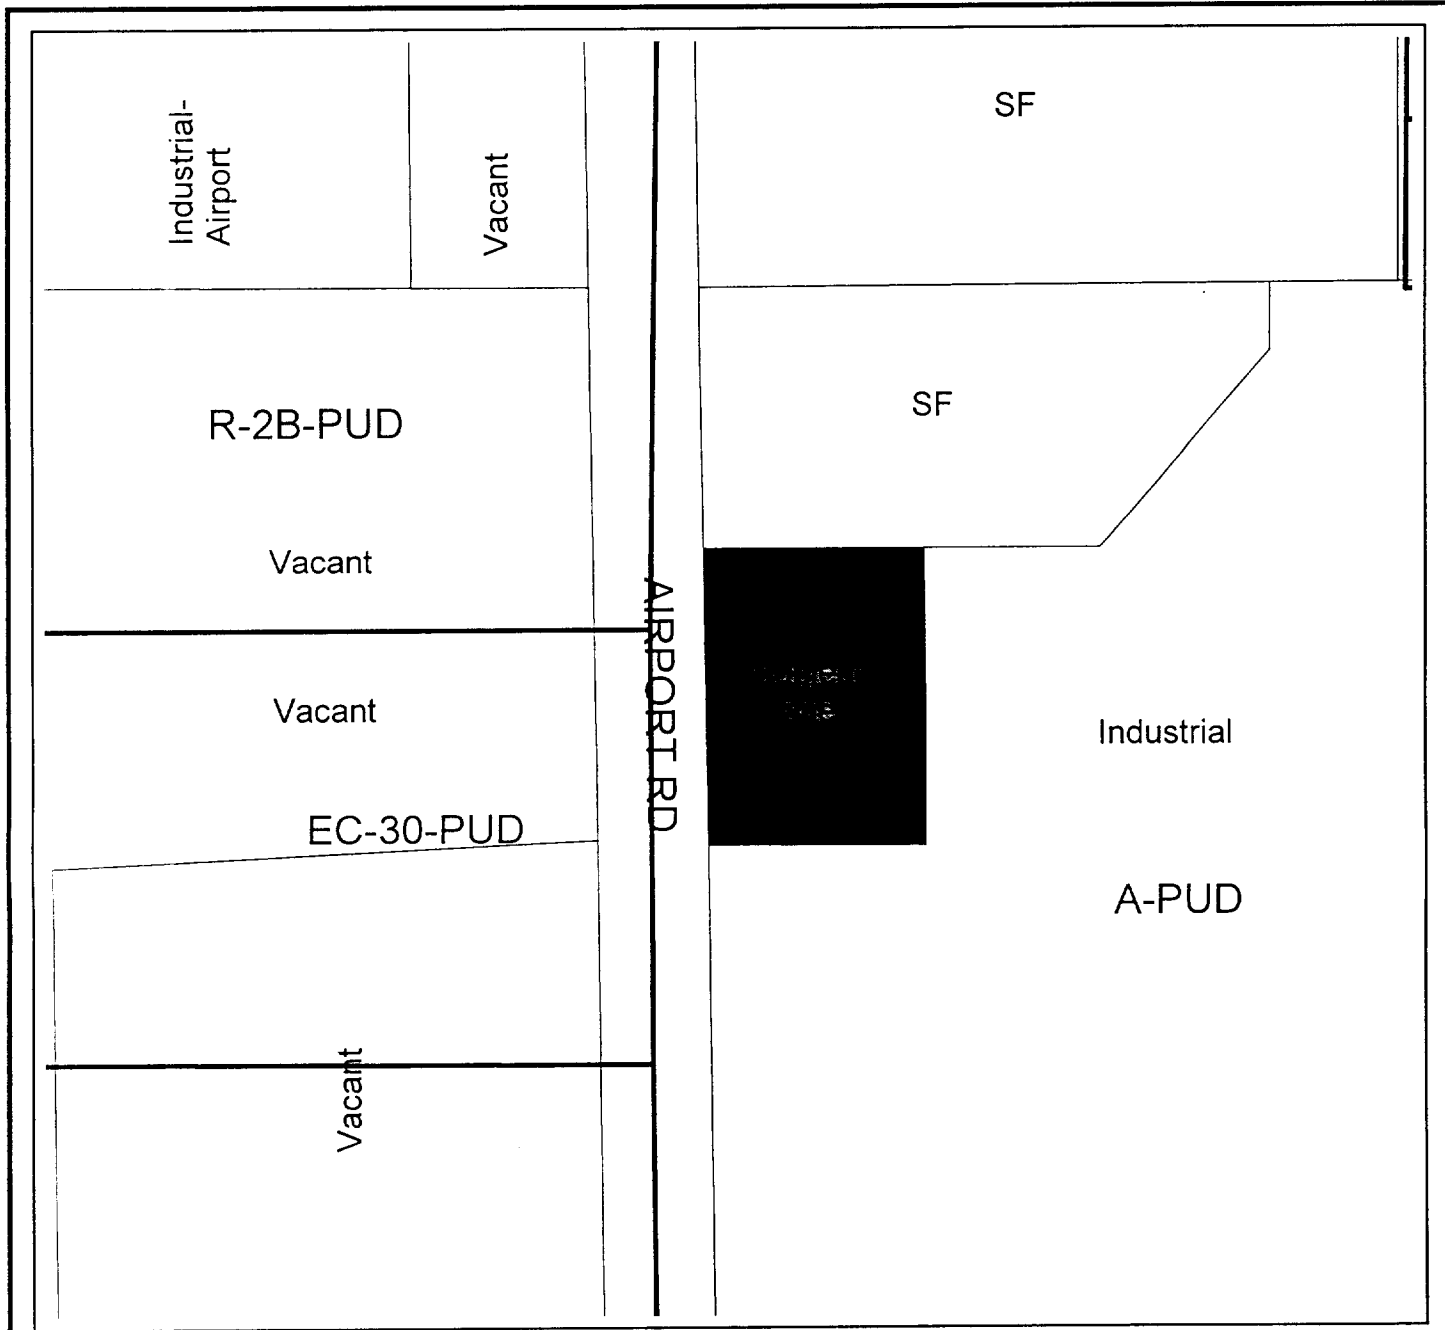 Industrial-
Airport
Vacant
SF
R-2B-PUD
SF
Vacant
AIRPORT RD
Vacant
Industrial
EC-30-PUD
A-PUD
Vacant